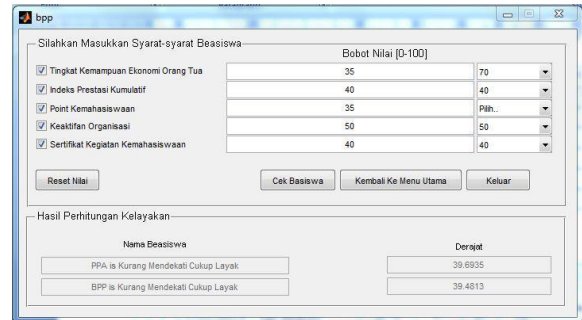 bpp
Silahkan Masukkan Syarat-syarat Beasiswa
Bobot Nilai [0-100]
Tingkat Kemampuan Ekonomi Orang Tua 35 70
Indeks Prestasi Kumulatif 40 40
Point Kemahasiswaan 35 Pilih..
Keaktifan Organisasi 50 50
Sertifikat Kegiatan Kemahasiswaan 40 40
Reset Nilai Cek Basiswa Kembali Ke Menu Utama Keluar
Hasil Perhitungan Kelayakan
Nama Beasiswa Derajat
PPA is Kurang Mendekati Cukup Layak 39.6935
BPP is Kurang Mendekati Cukup Layak 39.4813